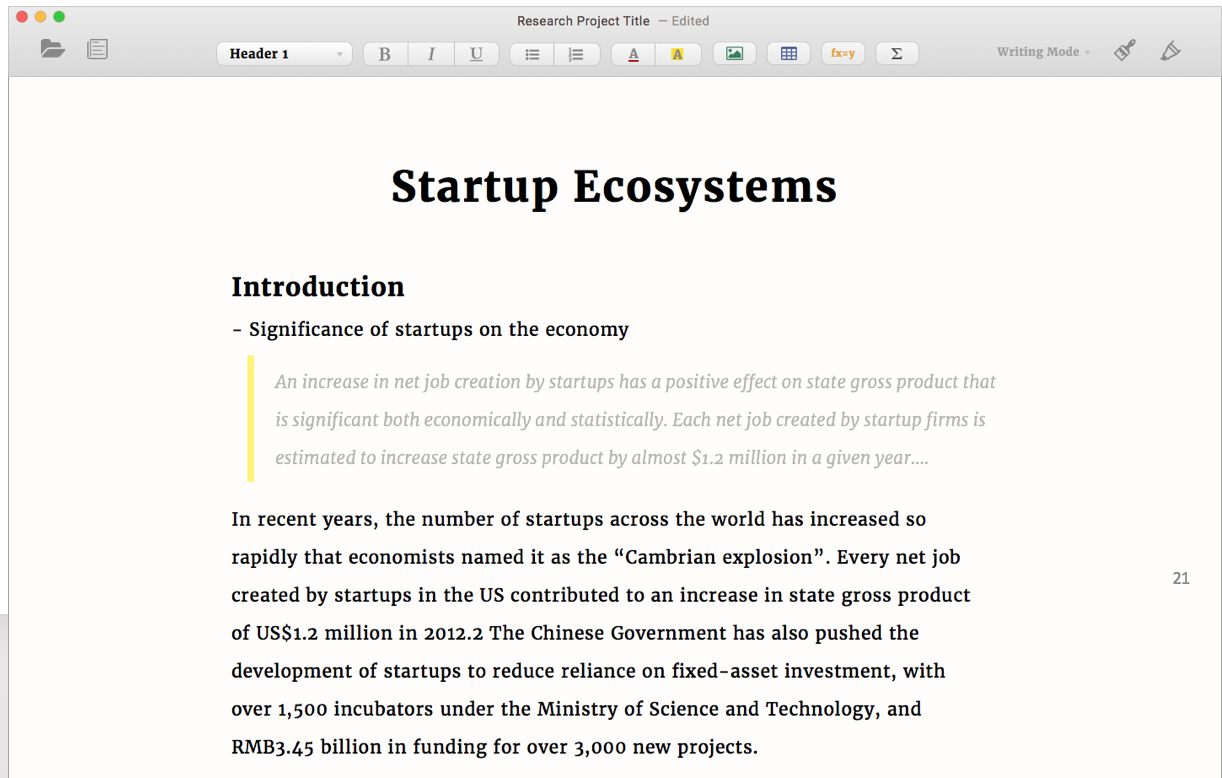 Research Project Title — Edited
Header 1
B I U
A A
fx=y
Σ
Writing Mode
Startup Ecosystems
Introduction
- Significance of startups on the economy
An increase in net job creation by startups has a positive effect on state gross product that
is significant both economically and statistically. Each net job created by startup firms is
estimated to increase state gross product by almost $1.2 million in a given year....
In recent years, the number of startups across the world has increased so
rapidly that economists named it as the “Cambrian explosion”. Every net job
created by startups in the US contributed to an increase in state gross product
of US$1.2 million in 2012.2 The Chinese Government has also pushed the
development of startups to reduce reliance on fixed-asset investment, with
over 1,500 incubators under the Ministry of Science and Technology, and
RMB3.45 billion in funding for over 3,000 new projects.
21